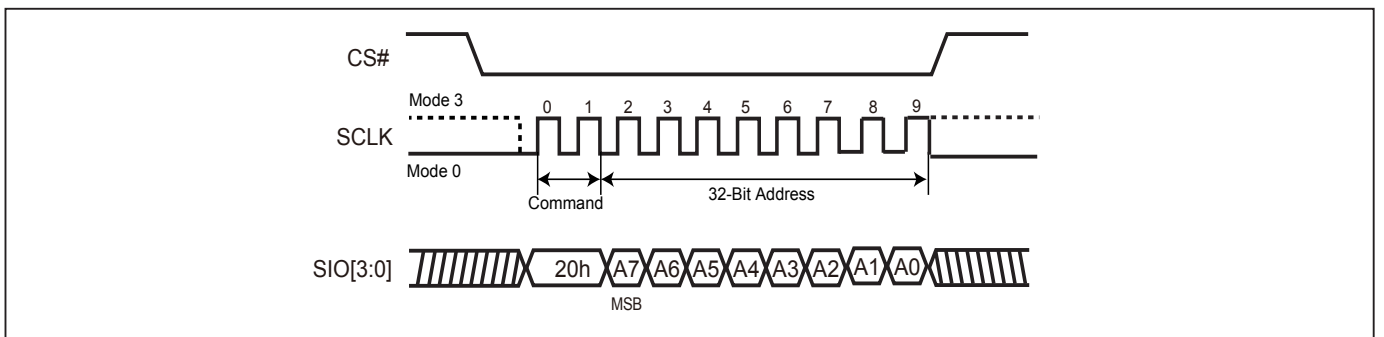 CS#
Mode 3
0 1 2 3 4 5 6 7 8 9
SCLK
Mode 0
Command
32-Bit Address
SIO[3:0]
20h A7 A6 A5 A4 A3 A2 A1 A0
MSB